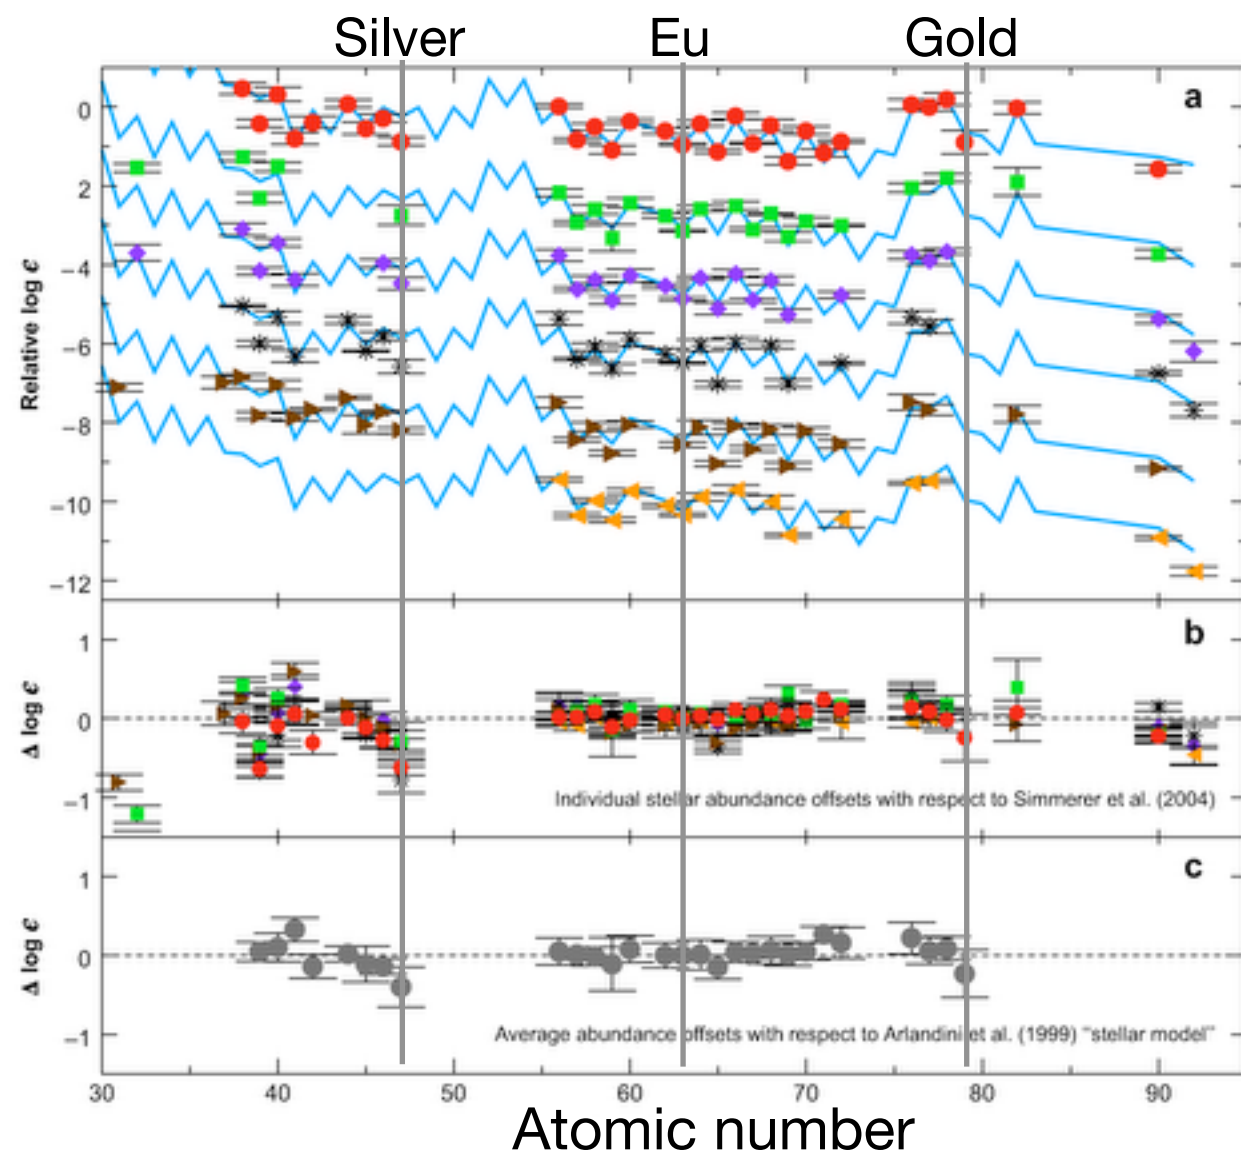 Silver Eu Gold
a
0
2
−4
−6
−8
−10
−12
Relative log ϵ
b
1
0
−1
Δ log ϵ
Individual stellar abundance offsets with respect to Simmerer et al. (2004)
c
1
0
−1
Δ log ϵ
Average abundance offsets with respect to Arlandini et al. (1999) "stellar model"
30 40 50 60 70 80 90
Atomic number